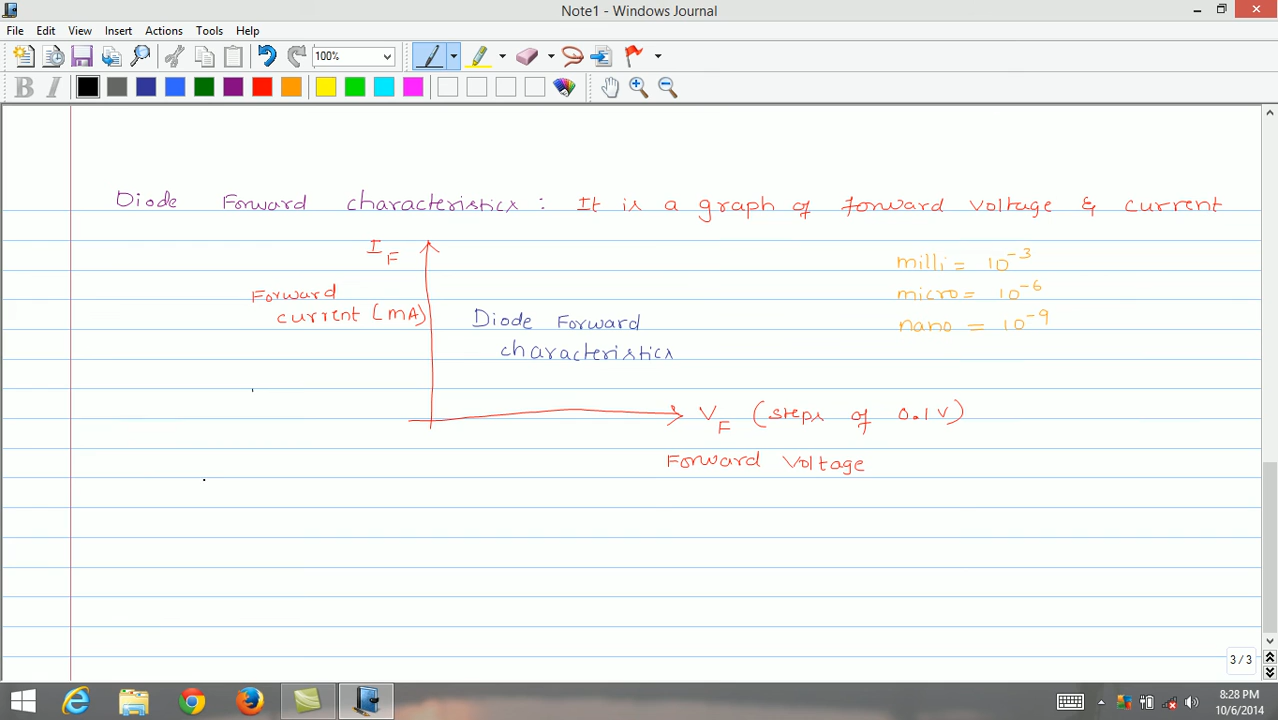 Note1 - Windows Journal
File Edit View Insert Actions Tools Help
100%
B I
Diode Forward characteristics : It is a graph of forward voltage & current
I F
milli = 10^-3
Forward
micro = 10^-6
current (mA)
Diode Forward
nano = 10^-9
characteristics
V F (steps of 0.1V)
Forward Voltage
3 / 3
8:28 PM
10/6/2014